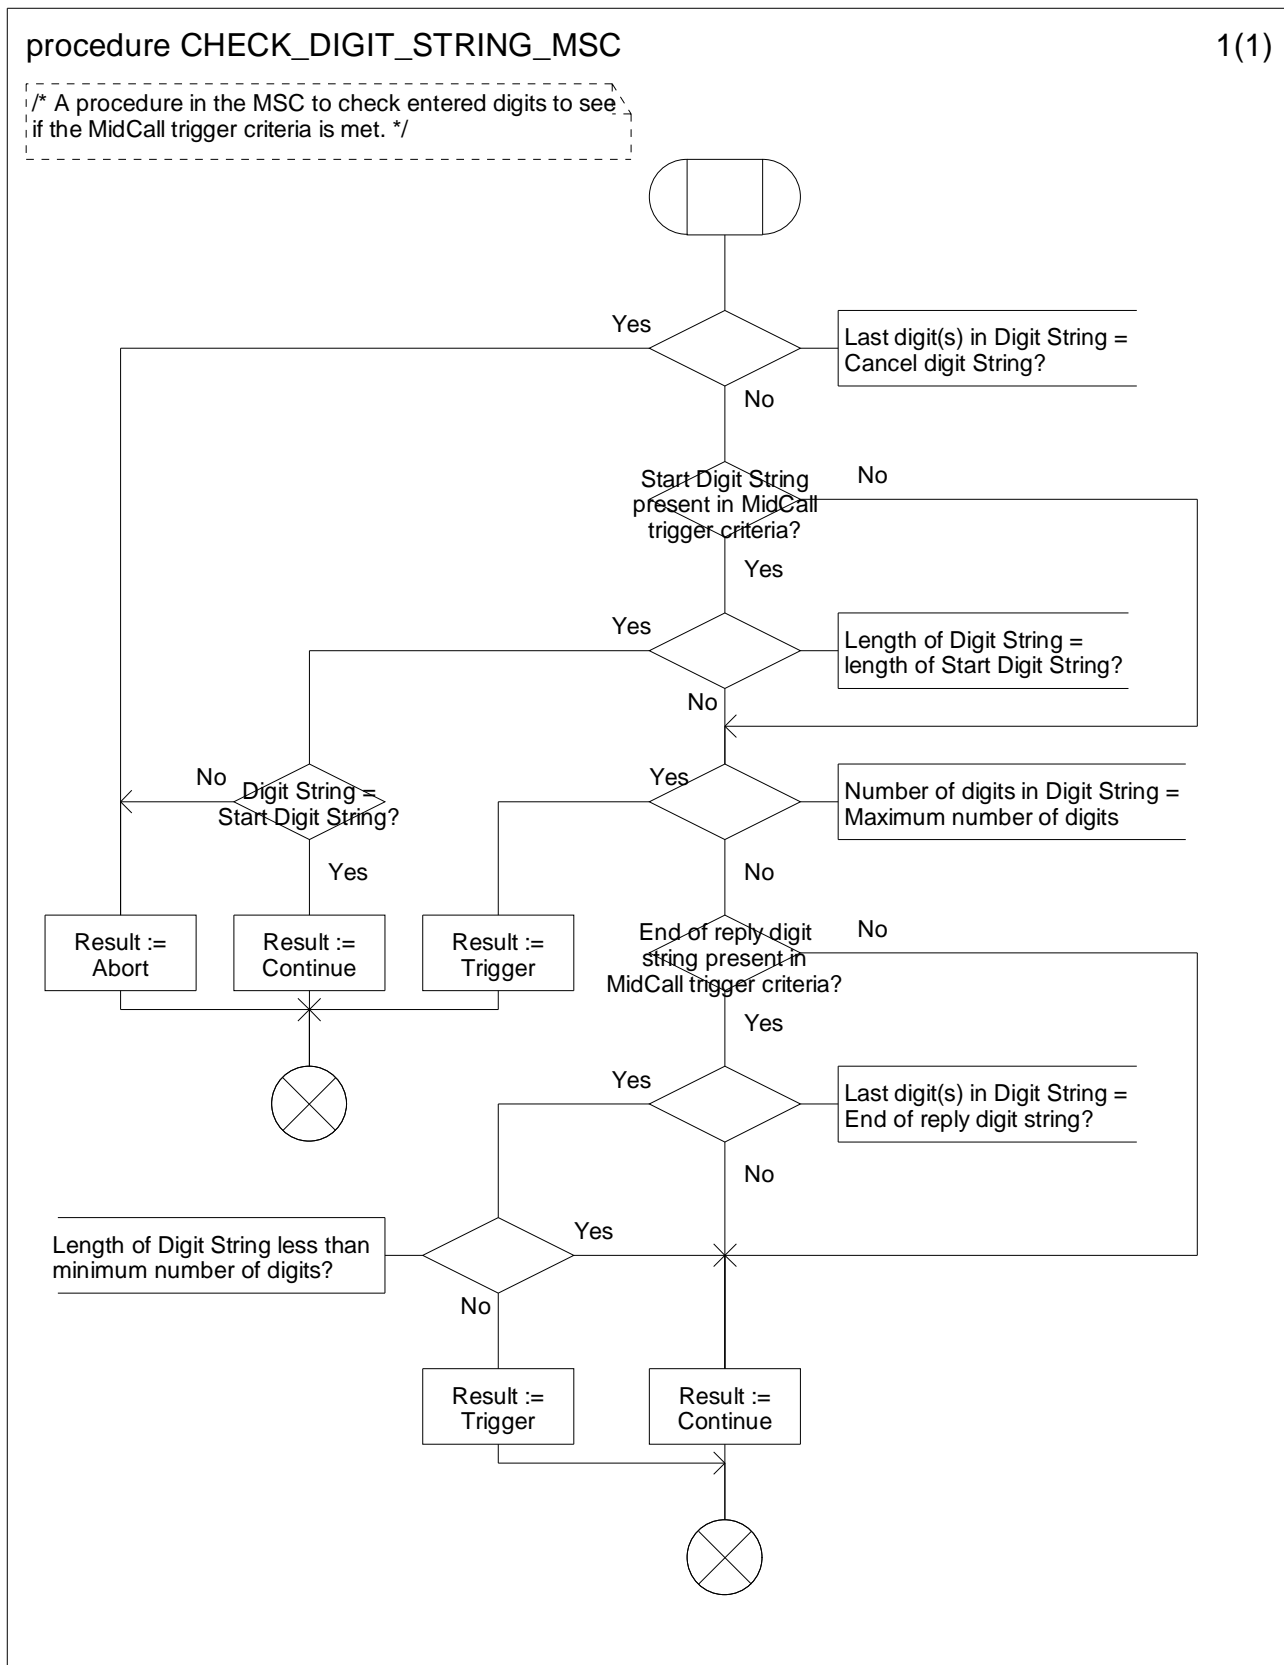 procedure CHECK_DIGIT_STRING_MSC
1(1)
/* A procedure in the MSC to check entered digits to see
if the MidCall trigger criteria is met. */
Yes
Last digit(s) in Digit String =
Cancel digit String?
No
Start Digit String
present in MidCall
trigger criteria?
No
Yes
Yes
Length of Digit String =
length of Start Digit String?
No
No
Digit String =
Start Digit String?
Yes
Number of digits in Digit String =
Maximum number of digits
Yes
No
Result :=
Abort
Result :=
Continue
Result :=
Trigger
End of reply digit
string present in
MidCall trigger criteria?
No
Yes
Yes
Last digit(s) in Digit String =
End of reply digit string?
No
Length of Digit String less than
minimum number of digits?
Yes
No
Result :=
Trigger
Result :=
Continue